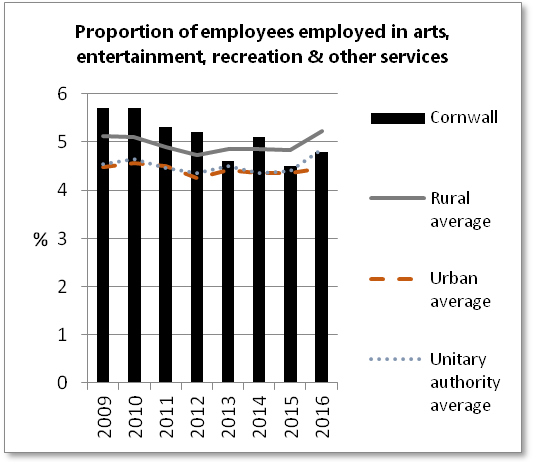 Proportion of employees employed in arts,
entertainment, recreation & other services
6
5
4
3
2
1
0
%
2009
2010
2011
2012
2013
2014
2015
2016
Cornwall
Rural
average
Urban
average
Unitary
authority
average